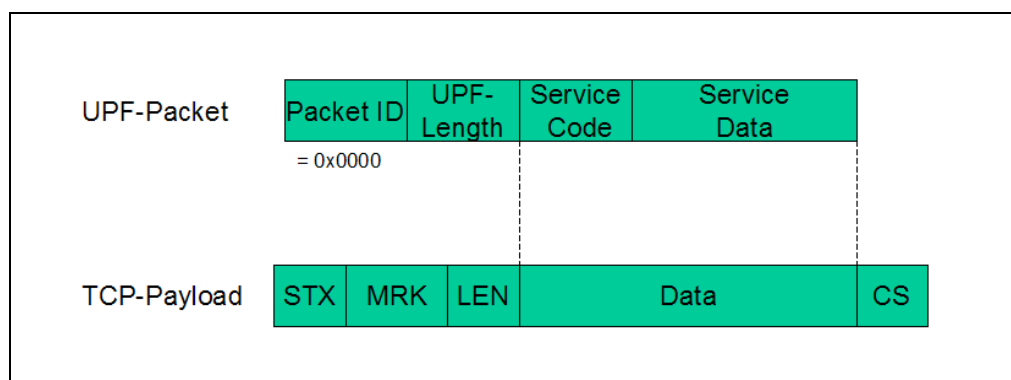 UPF-Packet
Packet ID
UPF-
Length
Service
Code
Service
Data
= 0x0000
TCP-Payload
STX
MRK
LEN
Data
CS